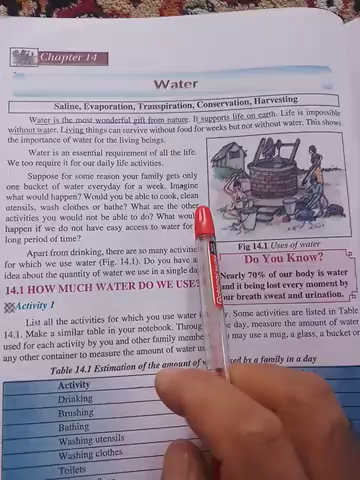 Chapter 14
Water
Saline, Evaporation, Transpiration, Conservation, Harvesting
Water is the most wonderful gift from nature. It supports life on earth. Life is impossible
without water. Living things can survive without food for weeks but not without water. This shows
the importance of water for the living beings.
Water is an essential requirement of all the life.
We too require it for our daily life activities.
Suppose for some reason your family gets only
one bucket of water everyday for a week. Imagine
what would happen? Would you be able to cook, clean
utensils, wash clothes or bathe? What are the other
activities you would not be able to do? What would
happen if we do not have easy access to water for
long period of time?
Apart from drinking, there are so many activities
for which we use water (Fig. 14.1). Do you have a
idea about the quantity of water we use in a single da
Fig 14.1 Uses of water
Do You Know?
Nearly 70% of our body is water
and it being lost every moment by
our breath sweat and urination.
14.1 HOW MUCH WATER DO WE USE?
Activity 1
List all the activities for which you use water Some activities are listed in Table
14.1. Make a similar table in your notebook. Through day, measure the amount of water
used for each activity by you and other family memb may use a mug, a glass, a bucket or
any other container to measure the amount of water us
Table 14.1 Estimation of the amount of w used by a family in a day
Activity
Drinking
Brushing
Bathing
Washing utensils
Washing clothes
Toilets